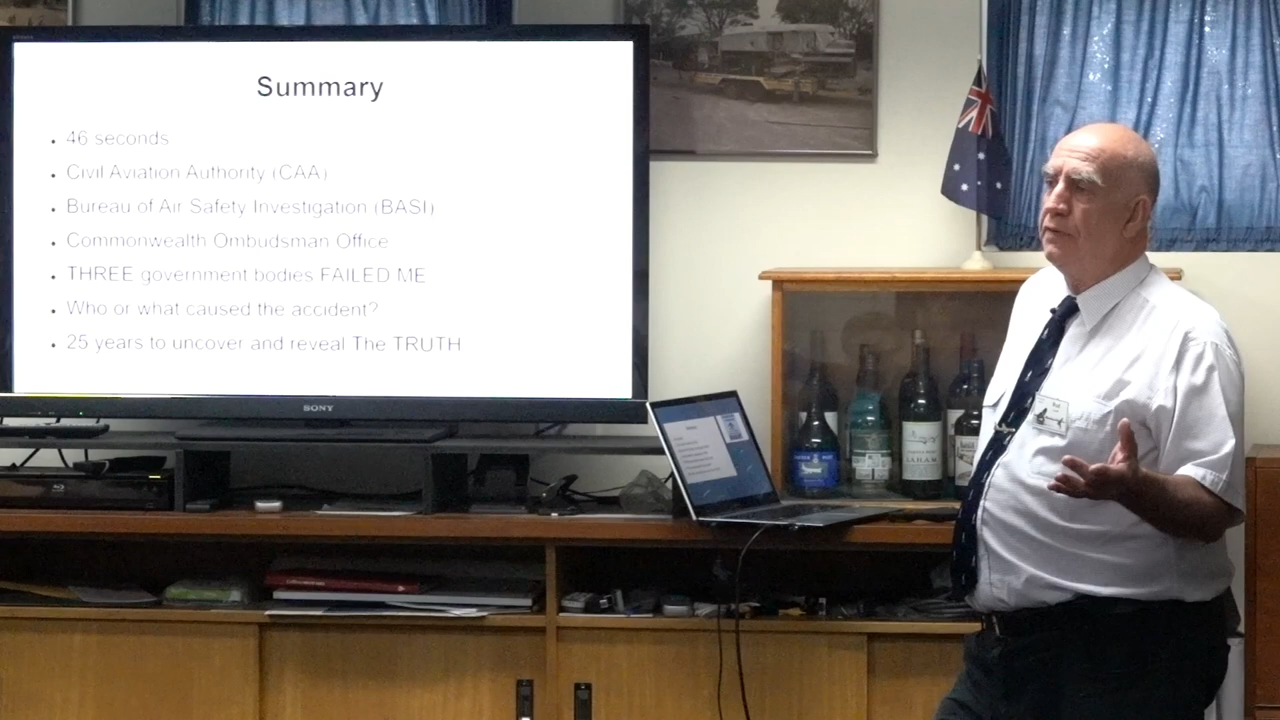 Summary
46 seconds
Civil Aviation Authority (CAA)
Bureau of Air Safety Investigation (BASI)
Commonwealth Ombudsman Office
THREE government bodies FAILED ME
Who or what caused the accident?
25 years to uncover and reveal The TRUTH
SONY